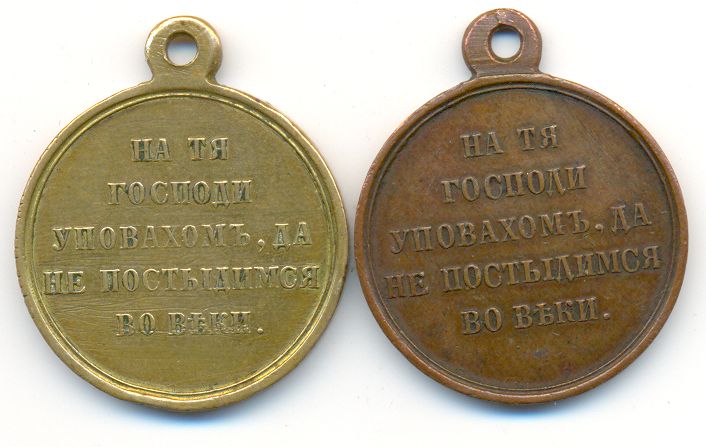 НА ТЯ
ГОСПОДИ
УПОВАХОМЪ, ДА
НЕ ПОСТЫДИМСЯ
ВО ВѢКИ.
НА ТЯ
ГОСПОДИ
УПОВАХОМЪ, ДА
НЕ ПОСТЫДИМСЯ
ВО ВѢКИ.